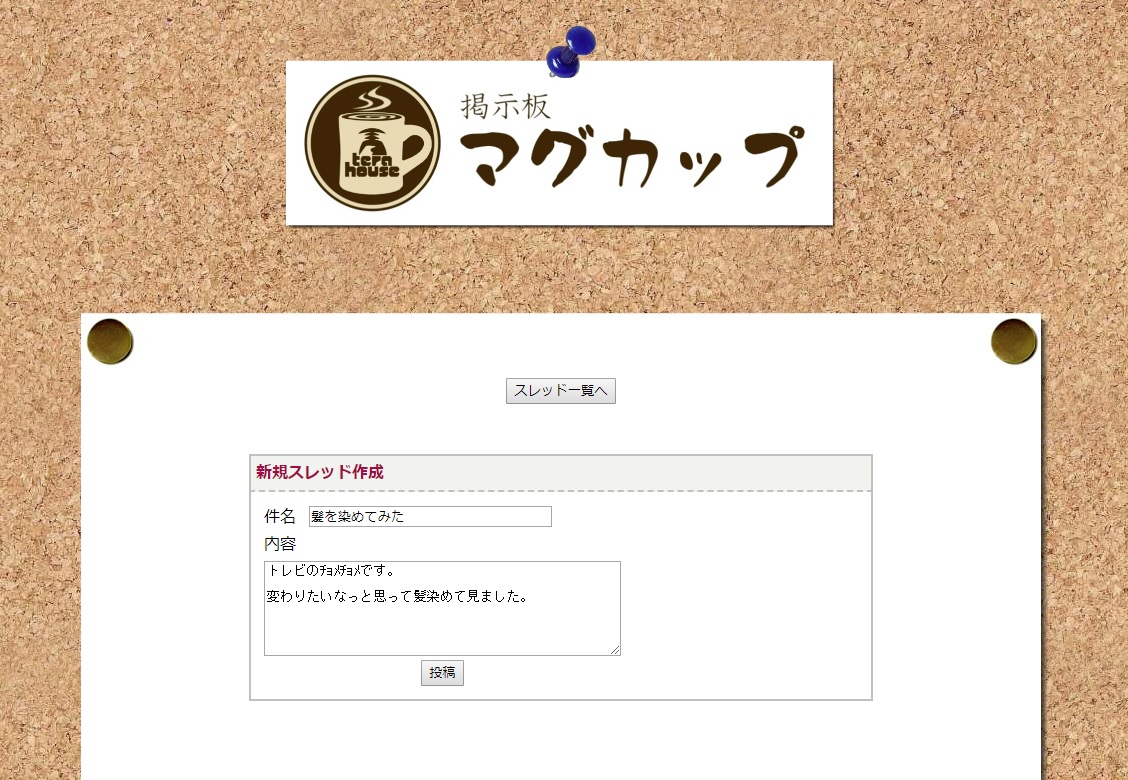 掲示板
マグカップ
tera
house
スレッド一覧へ
新規スレッド作成
件名 髪を染めてみた
内容
トレビのﾁｮﾒﾁｮﾒです。
変わりたいなっと思って髪染めて見ました。
投稿